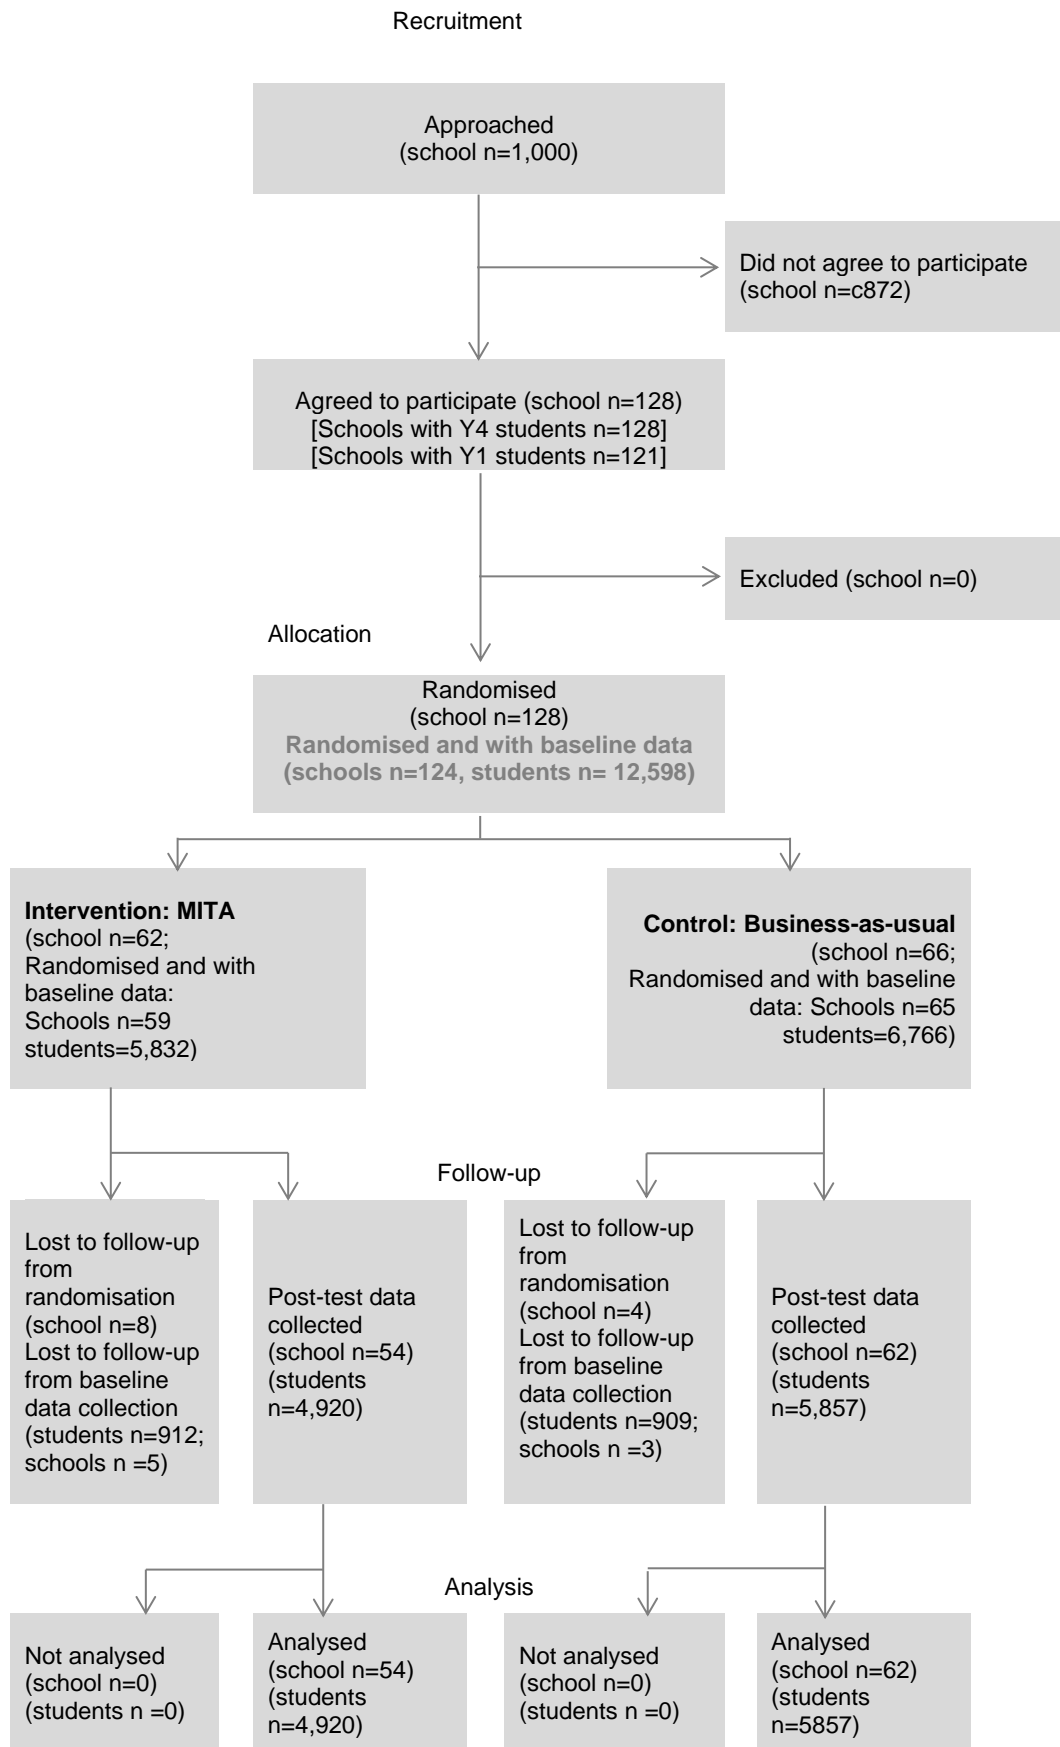 Recruitment
Approached
(school n=1,000)
Did not agree to participate
(school n=c872)
Agreed to participate (school n=128)
[Schools with Y4 students n=128]
[Schools with Y1 students n=121]
Excluded (school n=0)
Allocation
Randomised
(school n=128)
Randomised and with baseline data
(schools n=124, students n= 12,598)
Intervention: MITA
(school n=62;
Randomised and with
baseline data:
Schools n=59
students=5,832)
Control: Business-as-usual
(school n=66;
Randomised and with baseline
data: Schools n=65
students=6,766)
Follow-up
Lost to follow-up
from
randomisation
(school n=8)
Lost to follow-up
from baseline
data collection
(students n=912;
schools n =5)
Post-test data
collected
(school n=54)
(students
n=4,920)
Lost to follow-up
from
randomisation
(school n=4)
Lost to follow-up
from baseline
data collection
(students n=909;
schools n =3)
Post-test data
collected
(school n=62)
(students
n=5,857)
Analysis
Not analysed
(school n=0)
(students n =0)
Analysed
(school n=54)
(students
n=4,920)
Not analysed
(school n=0)
(students n =0)
Analysed
(school n=62)
(students
n=5857)